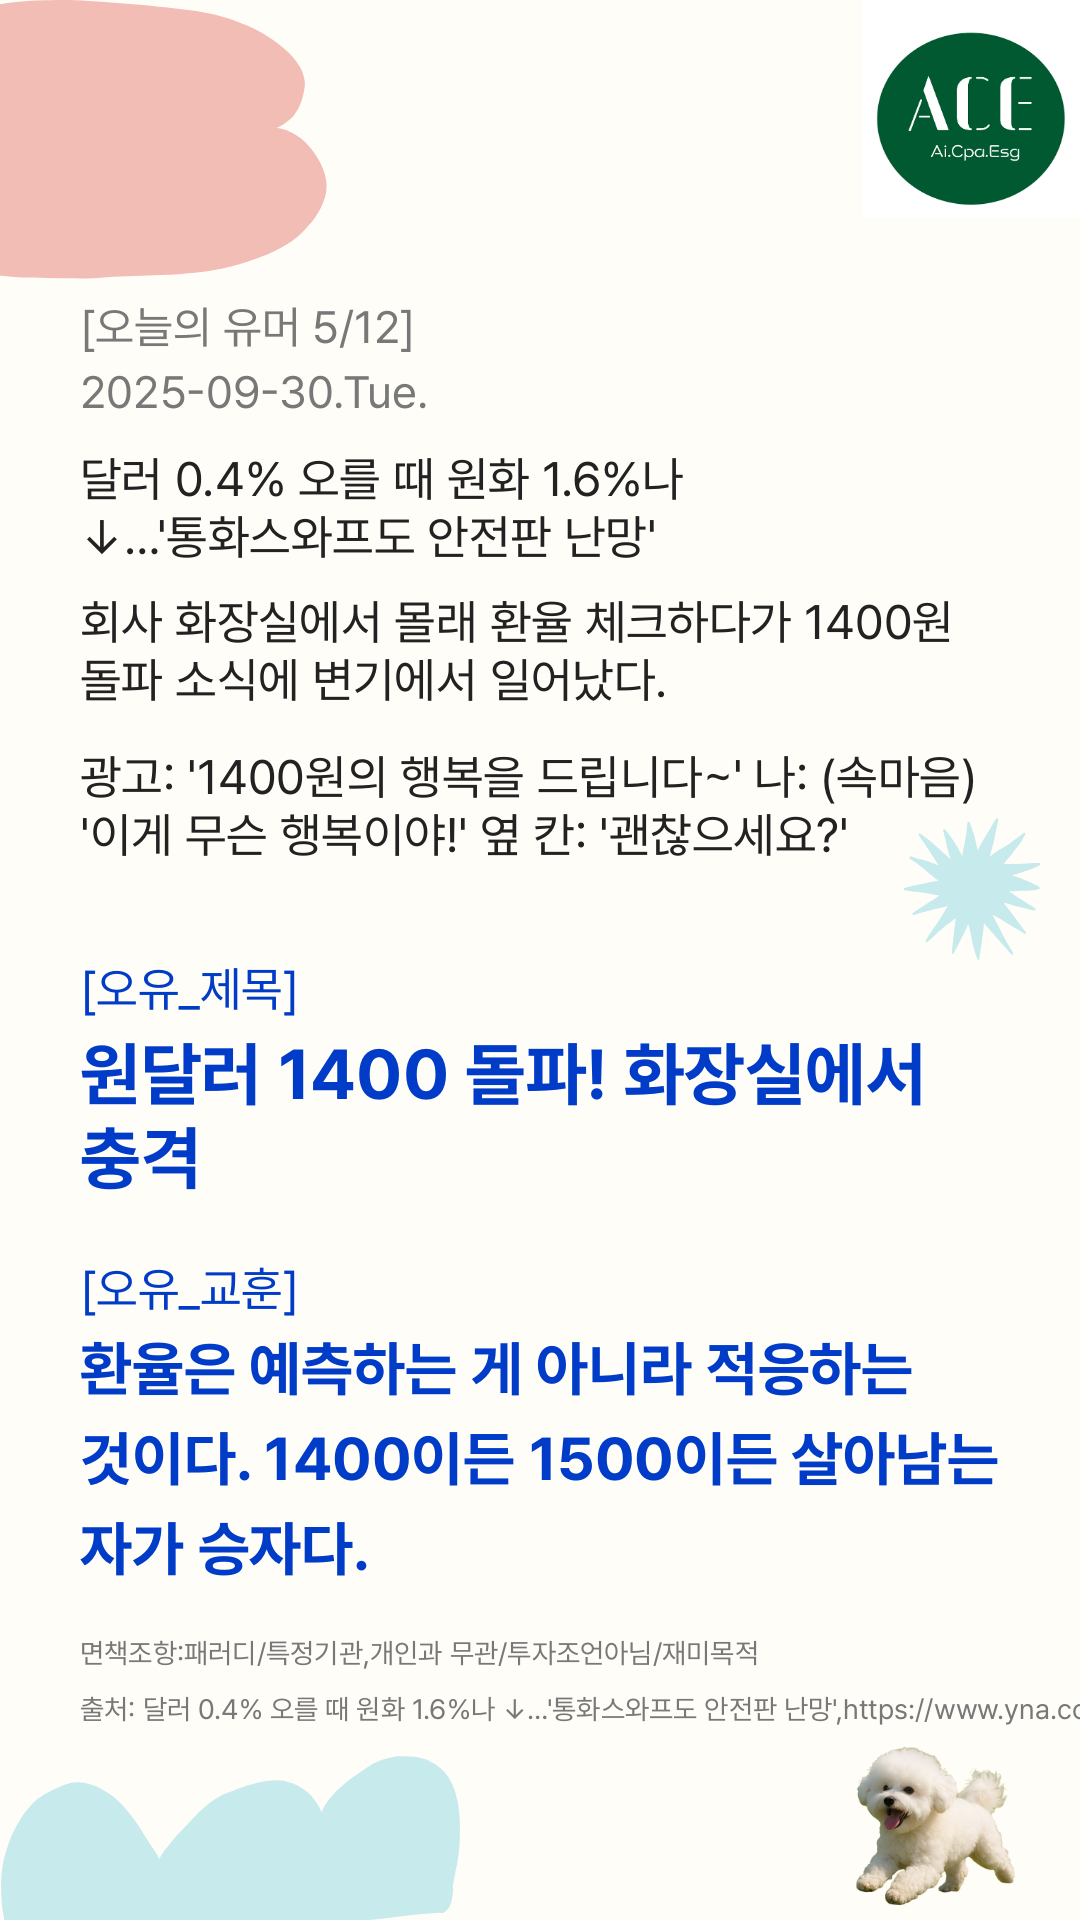 ACE
Ai.Cpa.Esg
[오늘의 유머 5/12]
2025-09-30.Tue.
달러 0.4% 오를 때 원화 1.6%나
↓…'통화스와프도 안전판 난망'
회사 화장실에서 몰래 환율 체크하다가 1400원
돌파 소식에 변기에서 일어났다.
광고: '1400원의 행복을 드립니다~' 나: (속마음)
'이게 무슨 행복이야!' 옆 칸: '괜찮으세요?'
[오유_제목]
원달러 1400 돌파! 화장실에서
충격
[오유_교훈]
환율은 예측하는 게 아니라 적응하는
것이다. 1400이든 1500이든 살아남는
자가 승자다.
면책조항:패러디/특정기관,개인과 무관/투자조언아님/재미목적
출처: 달러 0.4% 오를 때 원화 1.6%나 ↓…'통화스와프도 안전판 난망',https://www.yna.co